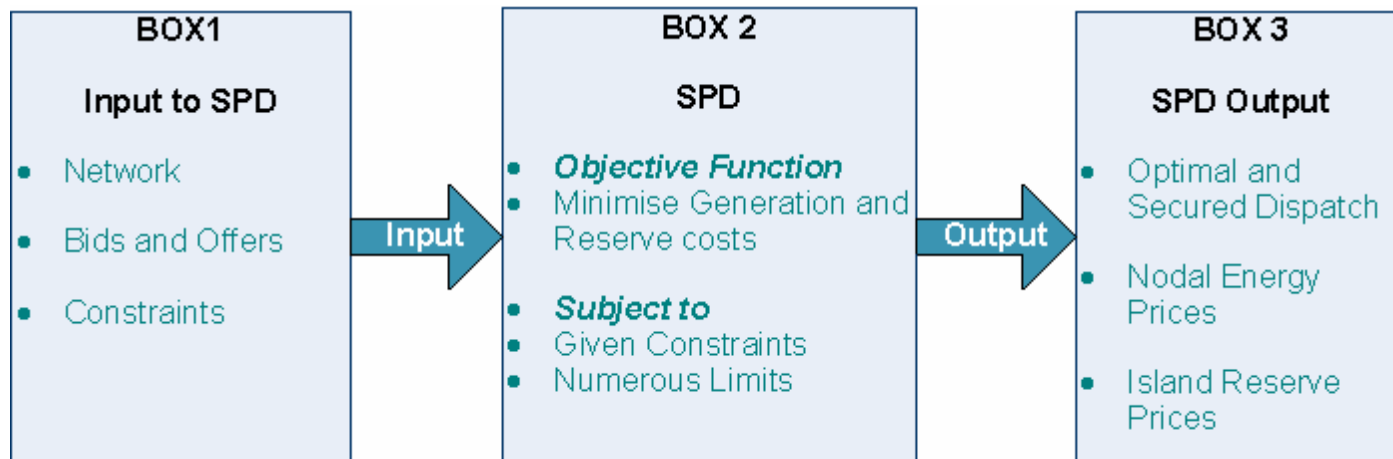 BOX1
Input to SPD
• Network
• Bids and Offers
• Constraints
Input
BOX 2
SPD
• Objective Function
• Minimise Generation and
Reserve costs
• Subject to
• Given Constraints
• Numerous Limits
Output
BOX 3
SPD Output
• Optimal and
Secured Dispatch
• Nodal Energy
Prices
• Island Reserve
Prices